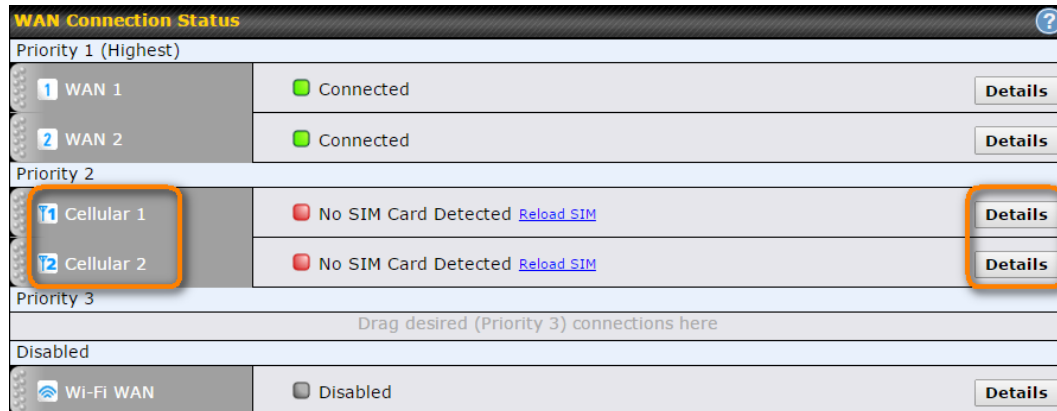 WAN Connection Status ?
Priority 1 (Highest)
1 WAN 1 Connected Details
2 WAN 2 Connected Details
Priority 2
1 Cellular 1 No SIM Card Detected Reload SIM Details
2 Cellular 2 No SIM Card Detected Reload SIM Details
Priority 3
Drag desired (Priority 3) connections here
Disabled
Wi-Fi WAN Disabled Details